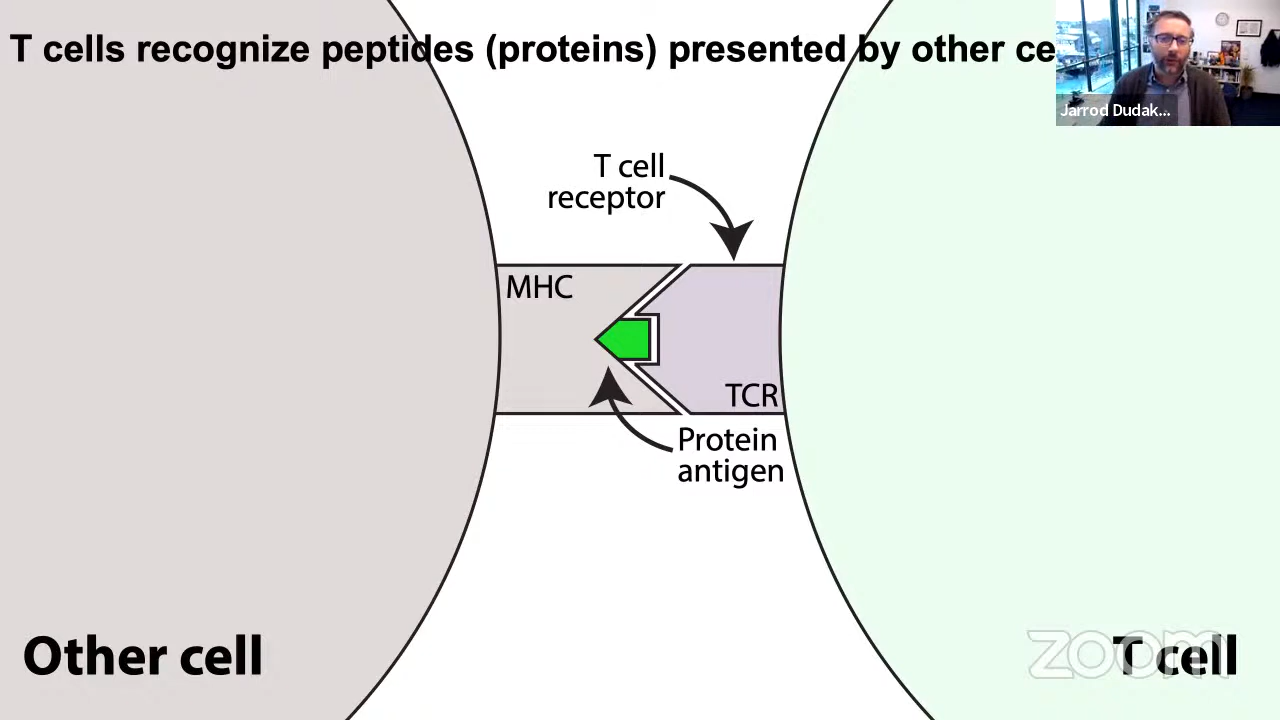 T cells recognize peptides (proteins) presented by other ce
Jarrod Dudak...
T cell
receptor
MHC
TCR
Protein
antigen
Other cell
zoom
T cell